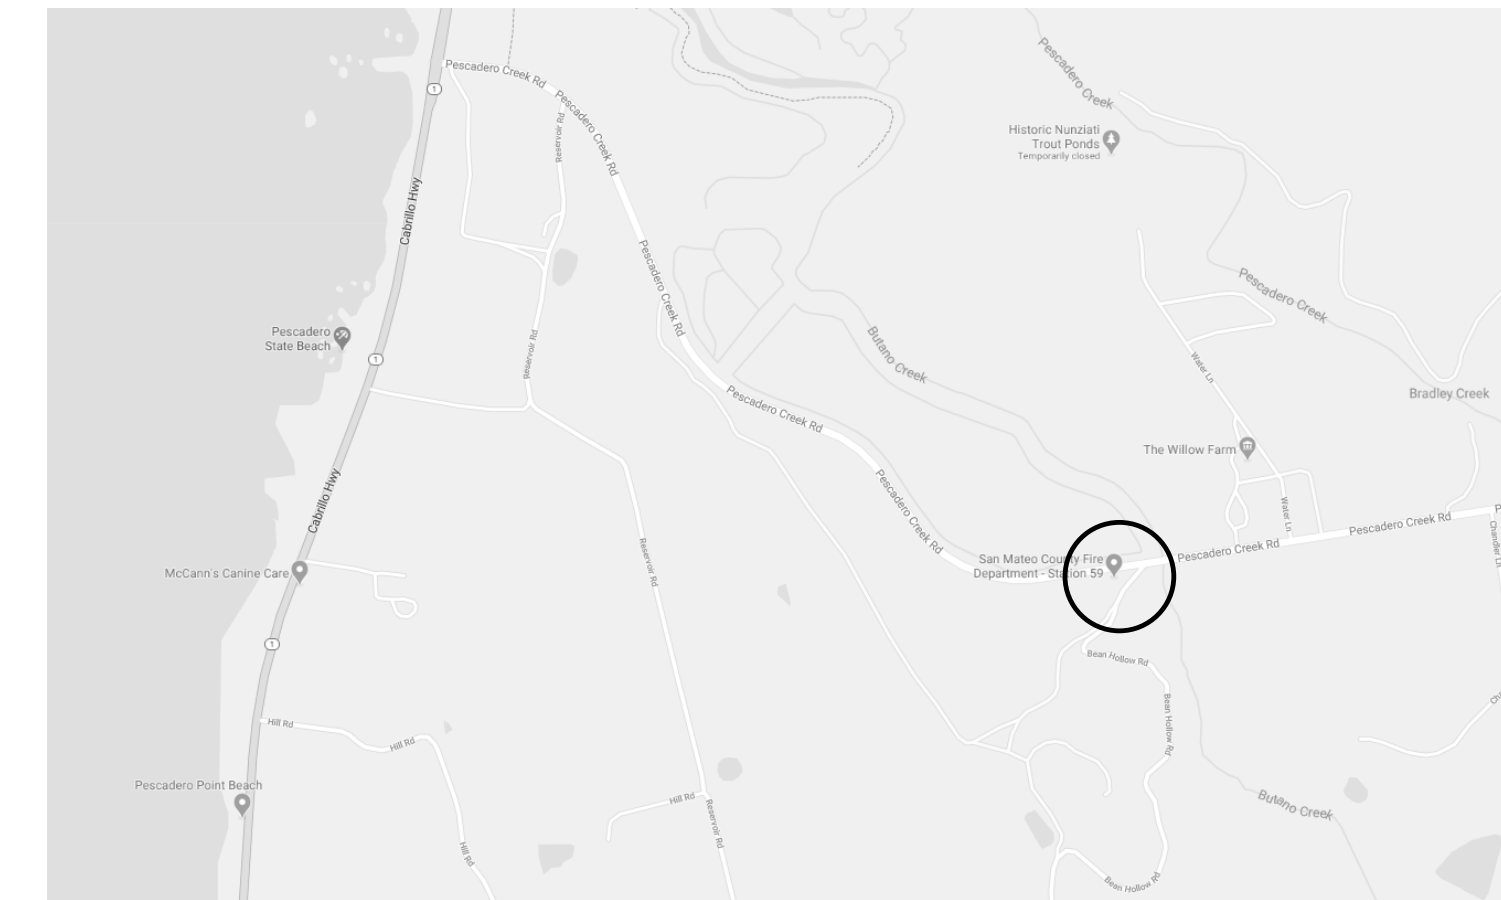 Pescadero Creek Rd
Pescadero Creek
1
Pescadero Creek Rd
Reservoir Rd
Historic Nunziati
Trout Ponds
Temporarily closed
Cabrillo Hwy
Pescadero Creek Rd
Pescadero Creek
Pescadero
State Beach
1
Reservoir Rd
Butano Creek
Water Ln
Pescadero Creek Rd
Bradley Creek
The Willow Farm
Cabrillo Hwy
Pescadero Creek Rd
Water Ln
Pescadero Creek Rd
P
Chandler Ln
Pescadero Creek Rd
San Mateo County Fire
Department - Station 59
McCann's Canine Care
Reservoir Rd
1
Bean Hollow Rd
Bean Hollow Rd
Ch
Hill Rd
Hill Rd
Pescadero Point Beach
Hill Rd
Reservoir Rd
Butano Creek
Hill Rd
Bean Hollow Rd